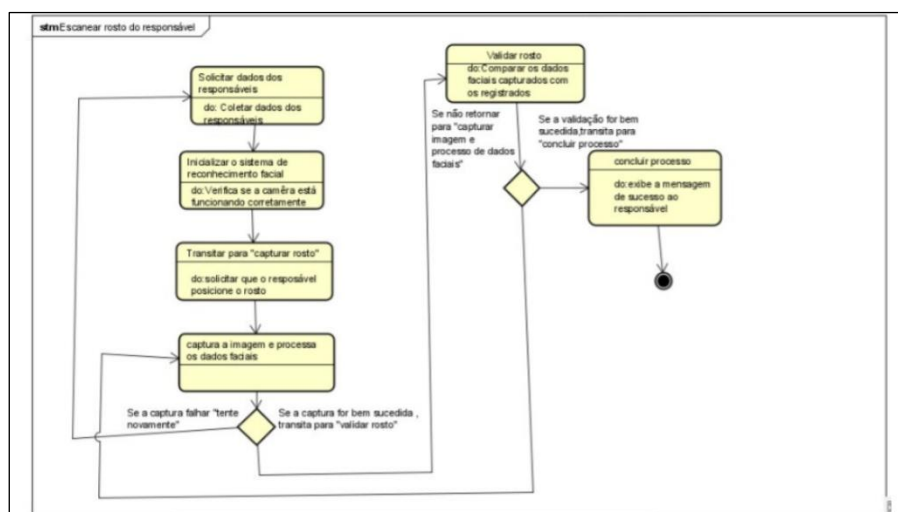 stm Escanear rosto do responsável
Solicitar dados dos
responsáveis
do: Coletar dados dos
responsáveis
Inicializar o sistema de
reconhecimento facial
do:Verifica se a camêra está
funcionando corretamente
Transitar para "capturar rosto"
do:solicitar que o resposável
posicione o rosto
captura a imagem e processa
os dados faciais
Se a captura falhar "tente
novamente"
Se a captura for bem sucedida ,
transita para "validar rosto"
Validar rosto
do:Comparar os dados
faciais capturados com
os registrados
Se não retornar
para "capturar
imagem e
processo de dados
faciais"
Se a validação for bem
sucedida,transita para
"concluir processo"
concluir processo
do:exibe a mensagem
de sucesso ao
responsável